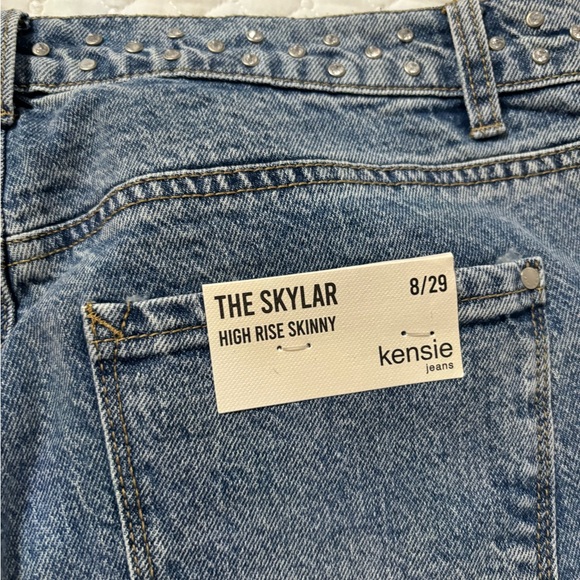 THE SKYLAR 8/29
HIGH RISE SKINNY
kensie
jeans